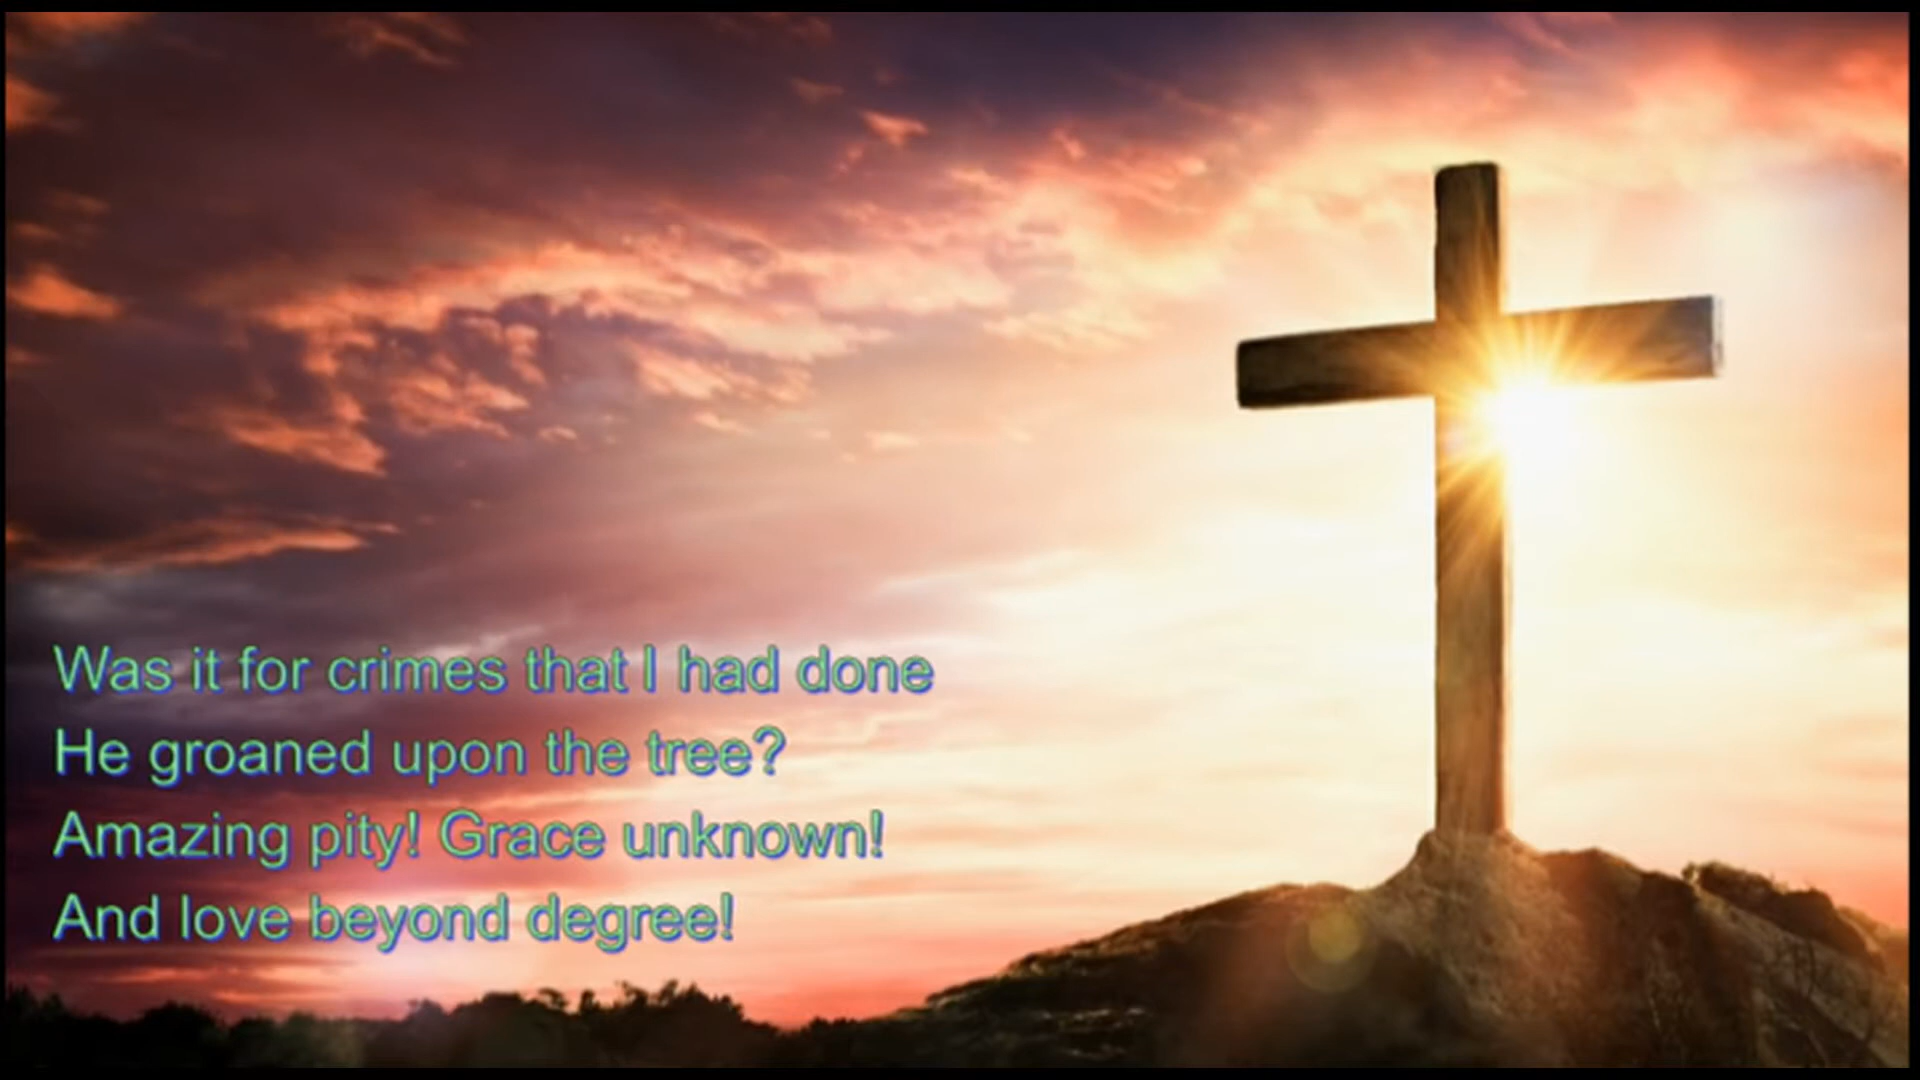 Was it for crimes that I had done
He groaned upon the tree?
Amazing pity! Grace unknown!
And love beyond degree!